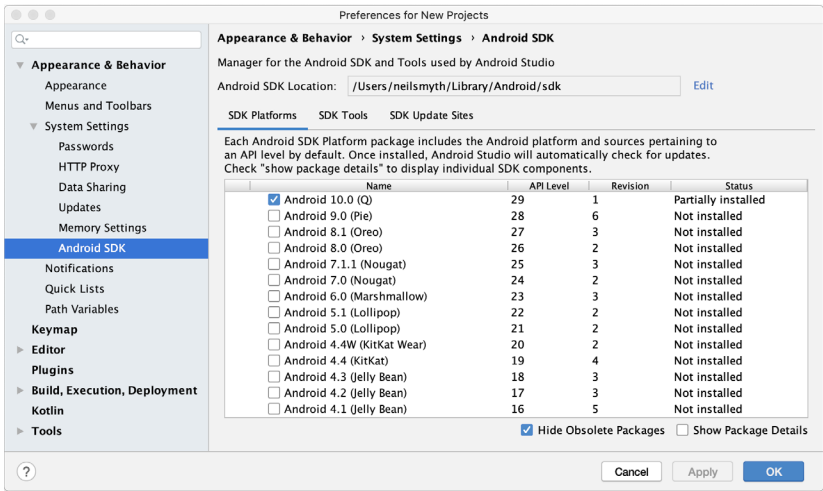 Preferences for New Projects
Appearance & Behavior › System Settings › Android SDK
Manager for the Android SDK and Tools used by Android Studio
Android SDK Location: /Users/neilsmyth/Library/Android/sdk Edit
Appearance & Behavior
Appearance
Menus and Toolbars
System Settings
Passwords
HTTP Proxy
Data Sharing
Updates
Memory Settings
Android SDK
Notifications
Quick Lists
Path Variables
Keymap
Editor
Plugins
Build, Execution, Deployment
Kotlin
Tools
SDK Platforms SDK Tools SDK Update Sites
Each Android SDK Platform package includes the Android platform and sources pertaining to
an API level by default. Once installed, Android Studio will automatically check for updates.
Check "show package details" to display individual SDK components.
Name API Level Revision Status
Android 10.0 (Q) 29 1 Partially installed
Android 9.0 (Pie) 28 6 Not installed
Android 8.1 (Oreo) 27 3 Not installed
Android 8.0 (Oreo) 26 2 Not installed
Android 7.1.1 (Nougat) 25 3 Not installed
Android 7.0 (Nougat) 24 2 Not installed
Android 6.0 (Marshmallow) 23 3 Not installed
Android 5.1 (Lollipop) 22 2 Not installed
Android 5.0 (Lollipop) 21 2 Not installed
Android 4.4W (KitKat Wear) 20 2 Not installed
Android 4.4 (KitKat) 19 4 Not installed
Android 4.3 (Jelly Bean) 18 3 Not installed
Android 4.2 (Jelly Bean) 17 3 Not installed
Android 4.1 (Jelly Bean) 16 5 Not installed
Hide Obsolete Packages Show Package Details
? Cancel Apply OK